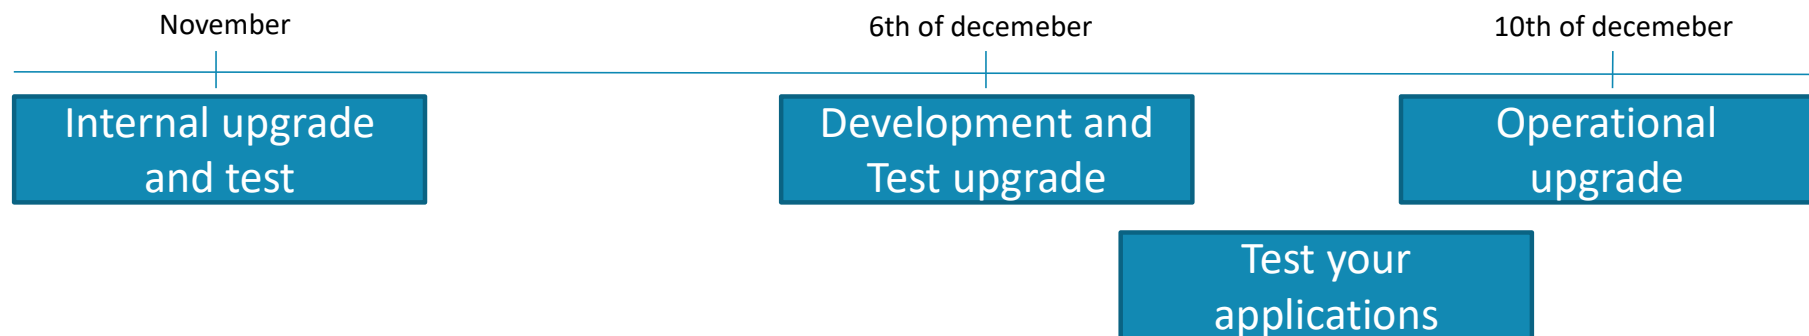 November
6th of decemeber
10th of decemeber
Internal upgrade
and test
Development and
Test upgrade
Operational
upgrade
Test your
applications